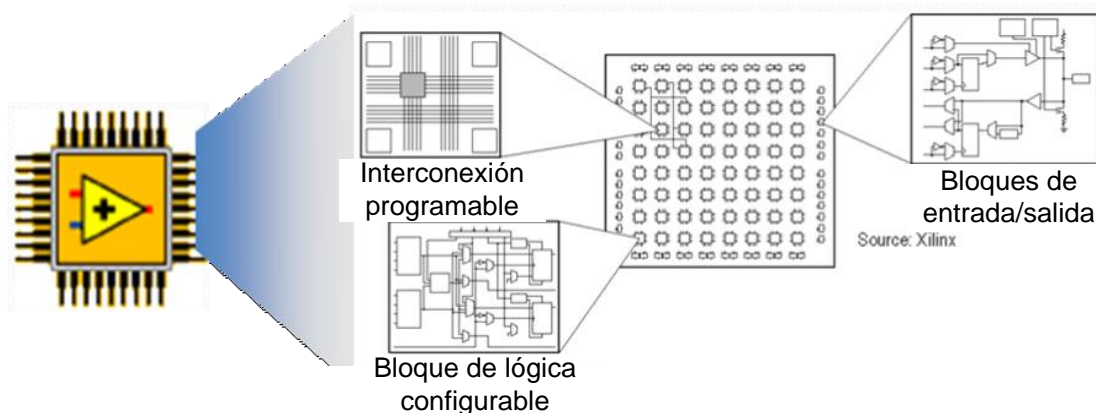 Interconexión
programable
Bloque de lógica
configurable
Bloques de
entrada/salida
Source: Xilinx